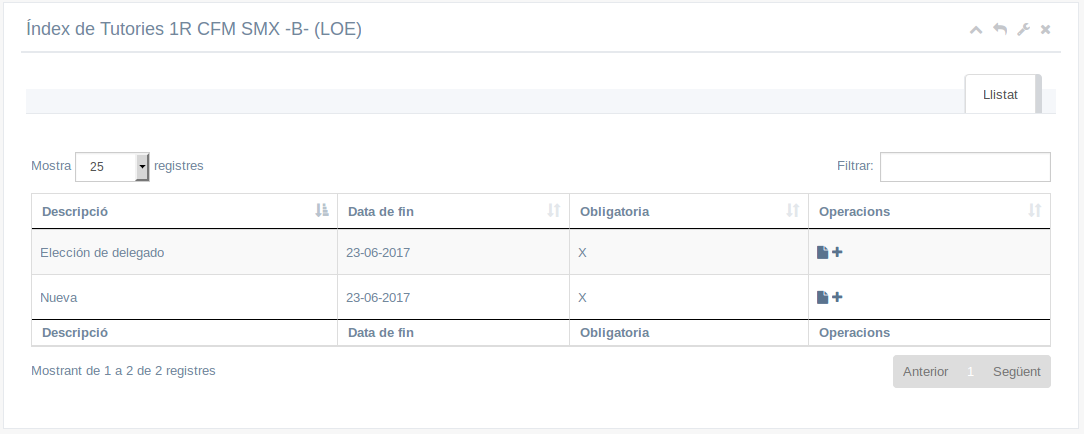 Índex de Tutories 1R CFM SMX -B- (LOE)
Llistat
Mostra 25 registres Filtrar:
Descripció Data de fin Obligatoria Operacions
Elección de delegado 23-06-2017 X
Nueva 23-06-2017 X
Descripció Data de fin Obligatoria Operacions
Mostrant de 1 a 2 de 2 registres Anterior 1 Següent